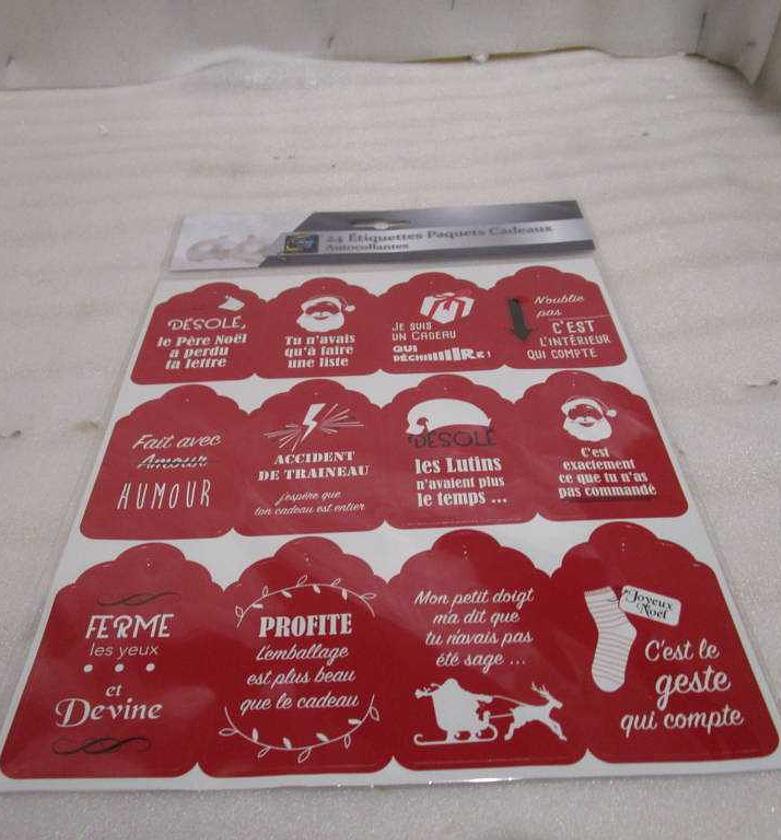 24 Étiquettes Paquets Cadeaux
Autocollantes
DÉSOLÉ,
le Père Noël
a perdu
ta lettre
Tu n'avais
qu'à faire
une liste
JE SUIS
UN CADEAU
QUI
DÉCHIIIIIIRE!
N'oublie
pas
C'EST
L'INTÉRIEUR
QUI COMPTE
Fait avec
Amour
HUMOUR
ACCIDENT
DE TRAINEAU
j'espère que
ton cadeau est entier
DÉSOLÉ
les Lutins
n'avaient plus
le temps ...
C'est
exactement
ce que tu n'as
pas commandé
FERME
les yeux
et
Devine
PROFITE
L'emballage
est plus beau
que le cadeau
Mon petit doigt
m'a dit que
tu n'avais pas
été sage ...
Joyeux
Noël
C'est le
geste
qui compte